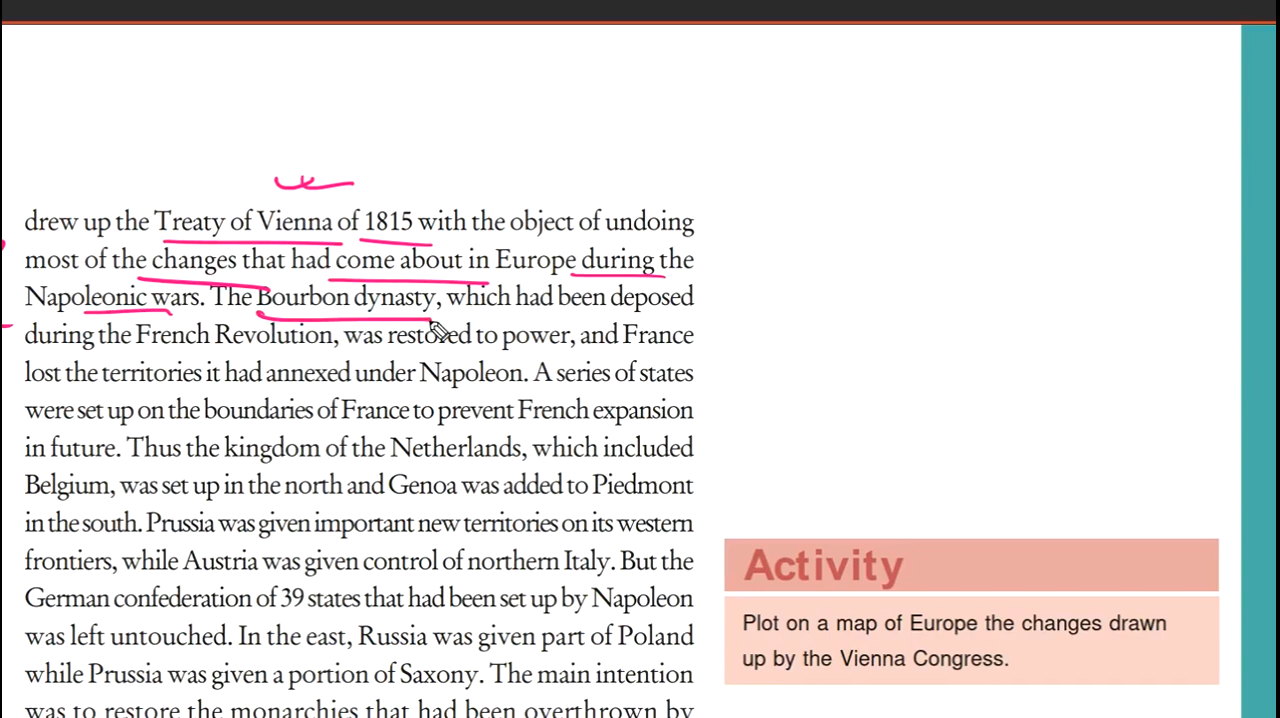 drew up the Treaty of Vienna of 1815 with the object of undoing
most of the changes that had come about in Europe during the
Napoleonic wars. The Bourbon dynasty, which had been deposed
during the French Revolution, was restored to power, and France
lost the territories it had annexed under Napoleon. A series of states
were set up on the boundaries of France to prevent French expansion
in future. Thus the kingdom of the Netherlands, which included
Belgium, was set up in the north and Genoa was added to Piedmont
in the south. Prussia was given important new territories on its western
frontiers, while Austria was given control of northern Italy. But the
German confederation of 39 states that had been set up by Napoleon
was left untouched. In the east, Russia was given part of Poland
while Prussia was given a portion of Saxony. The main intention
was to restore the monarchies that had been overthrown by
Activity
Plot on a map of Europe the changes drawn
up by the Vienna Congress.